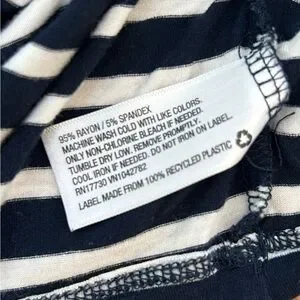 95% RAYON / 5% SPANDEX
MACHINE WASH COLD WITH LIKE COLORS.
ONLY NON-CHLORINE BLEACH IF NEEDED.
TUMBLE DRY LOW. REMOVE PROMPTLY.
COOL IRON IF NEEDED. DO NOT IRON ON LABEL.
RN17730 VN1042782
LABEL MADE FROM 100% RECYCLED PLASTIC